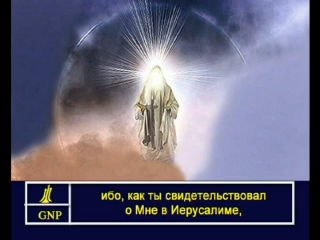 ибо, как ты свидетельствовал
о Мне в Иерусалиме,
GNP